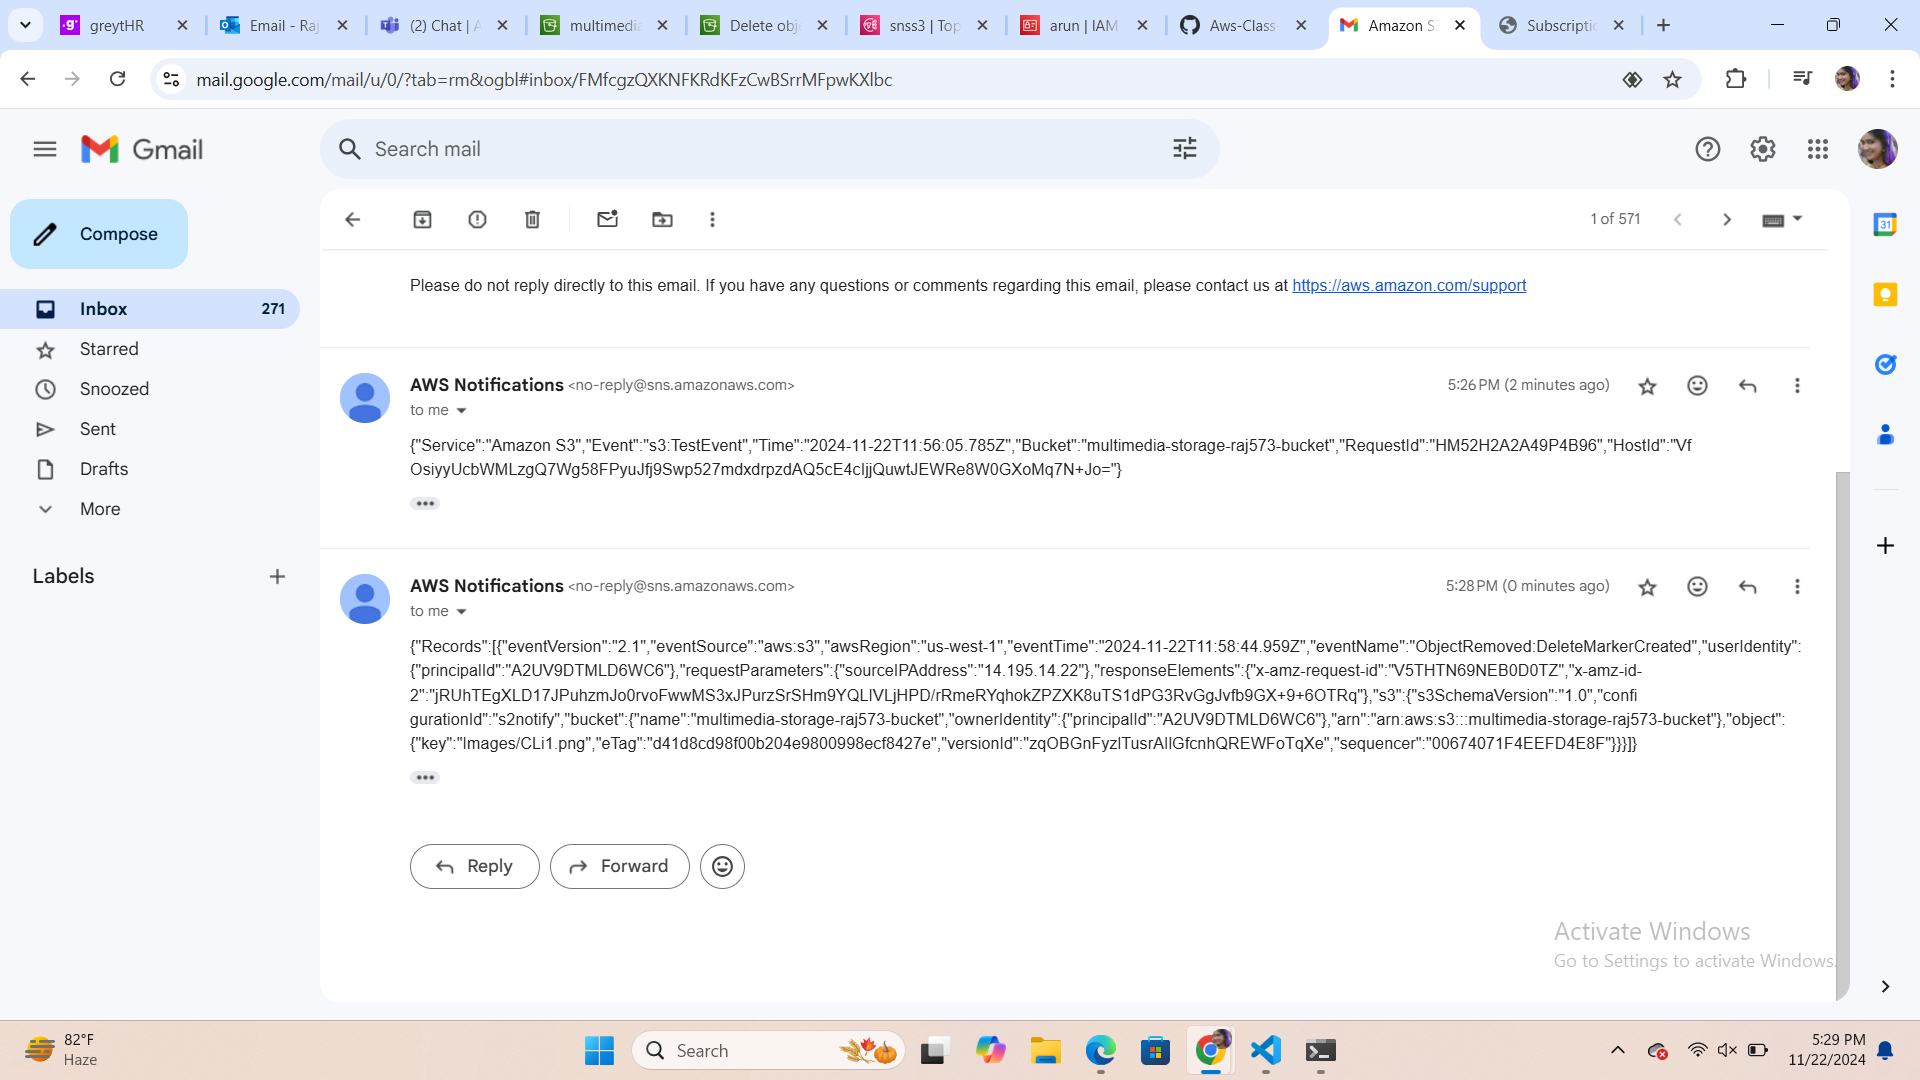 greytHR
Email - Raj
(2) Chat | A
multimedia
Delete obje
snss3 | Top
arun | IAM
Aws-Class-
Amazon S3
Subscriptio
mail.google.com/mail/u/0/?tab=rm&ogbl#inbox/FMfcgzQXKNFKRdKFzCwBSrrMFpwKXlbc
Gmail
Search mail
Compose
1 of 571
Inbox 271
Starred
Snoozed
Sent
Drafts
More
Labels
Please do not reply directly to this email. If you have any questions or comments regarding this email, please contact us at https://aws.amazon.com/support
AWS Notifications <no-reply@sns.amazonaws.com> 5:26 PM (2 minutes ago)
to me
{"Service":"Amazon S3","Event":"s3:TestEvent","Time":"2024-11-22T11:56:05.785Z","Bucket":"multimedia-storage-raj573-bucket","RequestId":"HM52H2A2A49P4B96","HostId":"Vf
OsiyyUcbWMLzgQ7Wg58FPyuJfj9Swp527mdxdrpzdAQ5cE4cIjjQuwtJEWRe8W0GXoMq7N+Jo="}
AWS Notifications <no-reply@sns.amazonaws.com> 5:28 PM (0 minutes ago)
to me
{"Records":[{"eventVersion":"2.1","eventSource":"aws:s3","awsRegion":"us-west-1","eventTime":"2024-11-22T11:58:44.959Z","eventName":"ObjectRemoved:DeleteMarkerCreated","userIdentity":
{"principalId":"A2UV9DTMLD6WC6"},"requestParameters":{"sourceIPAddress":"14.195.14.22"},"responseElements":{"x-amz-request-id":"V5THTN69NEB0D0TZ","x-amz-id-
2":"jRUhTEgXLD17JPuhzmJo0rvoFwwMS3xJPurzSrSHm9YQLIVLjHPD/rRmeRYqhokZPZXK8uTS1dPG3RvGgJvfb9GX+9+6OTRq"},"s3":{"s3SchemaVersion":"1.0","confi
gurationId":"s2notify","bucket":{"name":"multimedia-storage-raj573-bucket","ownerIdentity":{"principalId":"A2UV9DTMLD6WC6"},"arn":"arn:aws:s3:::multimedia-storage-raj573-bucket"},"object":
{"key":"Images/CLi1.png","eTag":"d41d8cd98f00b204e9800998ecf8427e","versionId":"zqOBGnFyzlTusrAllGfcnhQREWFoTqXe","sequencer":"00674071F4EEFD4E8F"}}}]}
Reply
Forward
Activate Windows
Go to Settings to activate Windows.
82°F
Haze
Search
5:29 PM
11/22/2024